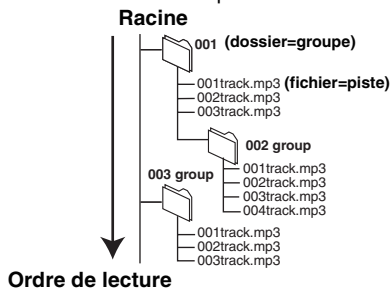 Racine
001 (dossier=groupe)
001track.mp3 (fichier=piste)
002track.mp3
003track.mp3
002 group
001track.mp3
002track.mp3
003track.mp3
004track.mp3
003 group
001track.mp3
002track.mp3
003track.mp3
Ordre de lecture